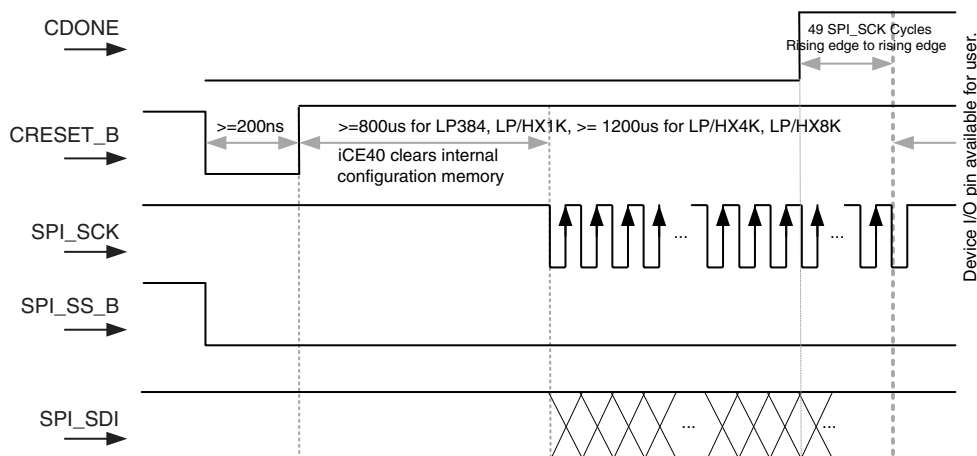 CDONE
49 SPI_SCK Cycles
Rising edge to rising edge
CRESET_B
>=200ns
>=800us for LP384, LP/HX1K, >= 1200us for LP/HX4K, LP/HX8K
iCE40 clears internal
configuration memory
SPI_SCK
...
...
SPI_SS_B
SPI_SDI
...
...
Device I/O pin available for user.